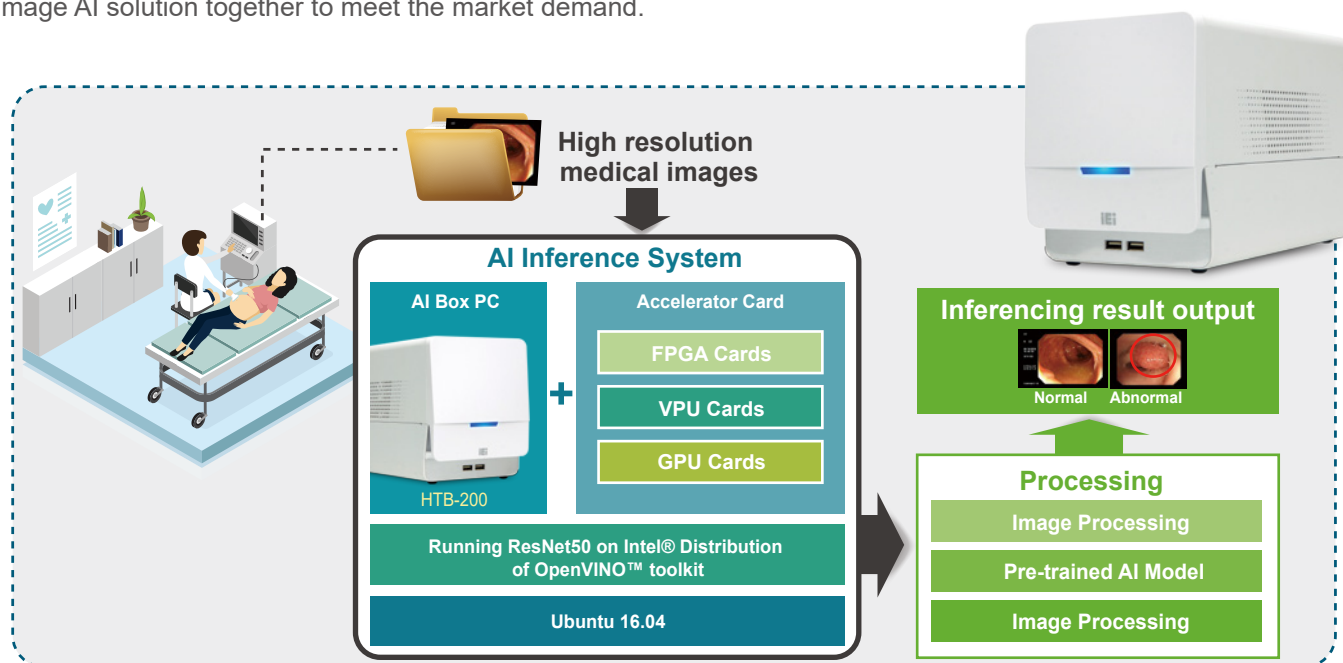 mage AI solution together to meet the market demand.
High resolution
medical images
AI Inference System
AI Box PC
Accelerator Card
FPGA Cards
+
VPU Cards
GPU Cards
HTB-200
Running ResNet50 on Intel® Distribution
of OpenVINO™ toolkit
Ubuntu 16.04
iEi
Inferencing result output
Normal
Abnormal
Processing
Image Processing
Pre-trained AI Model
Image Processing